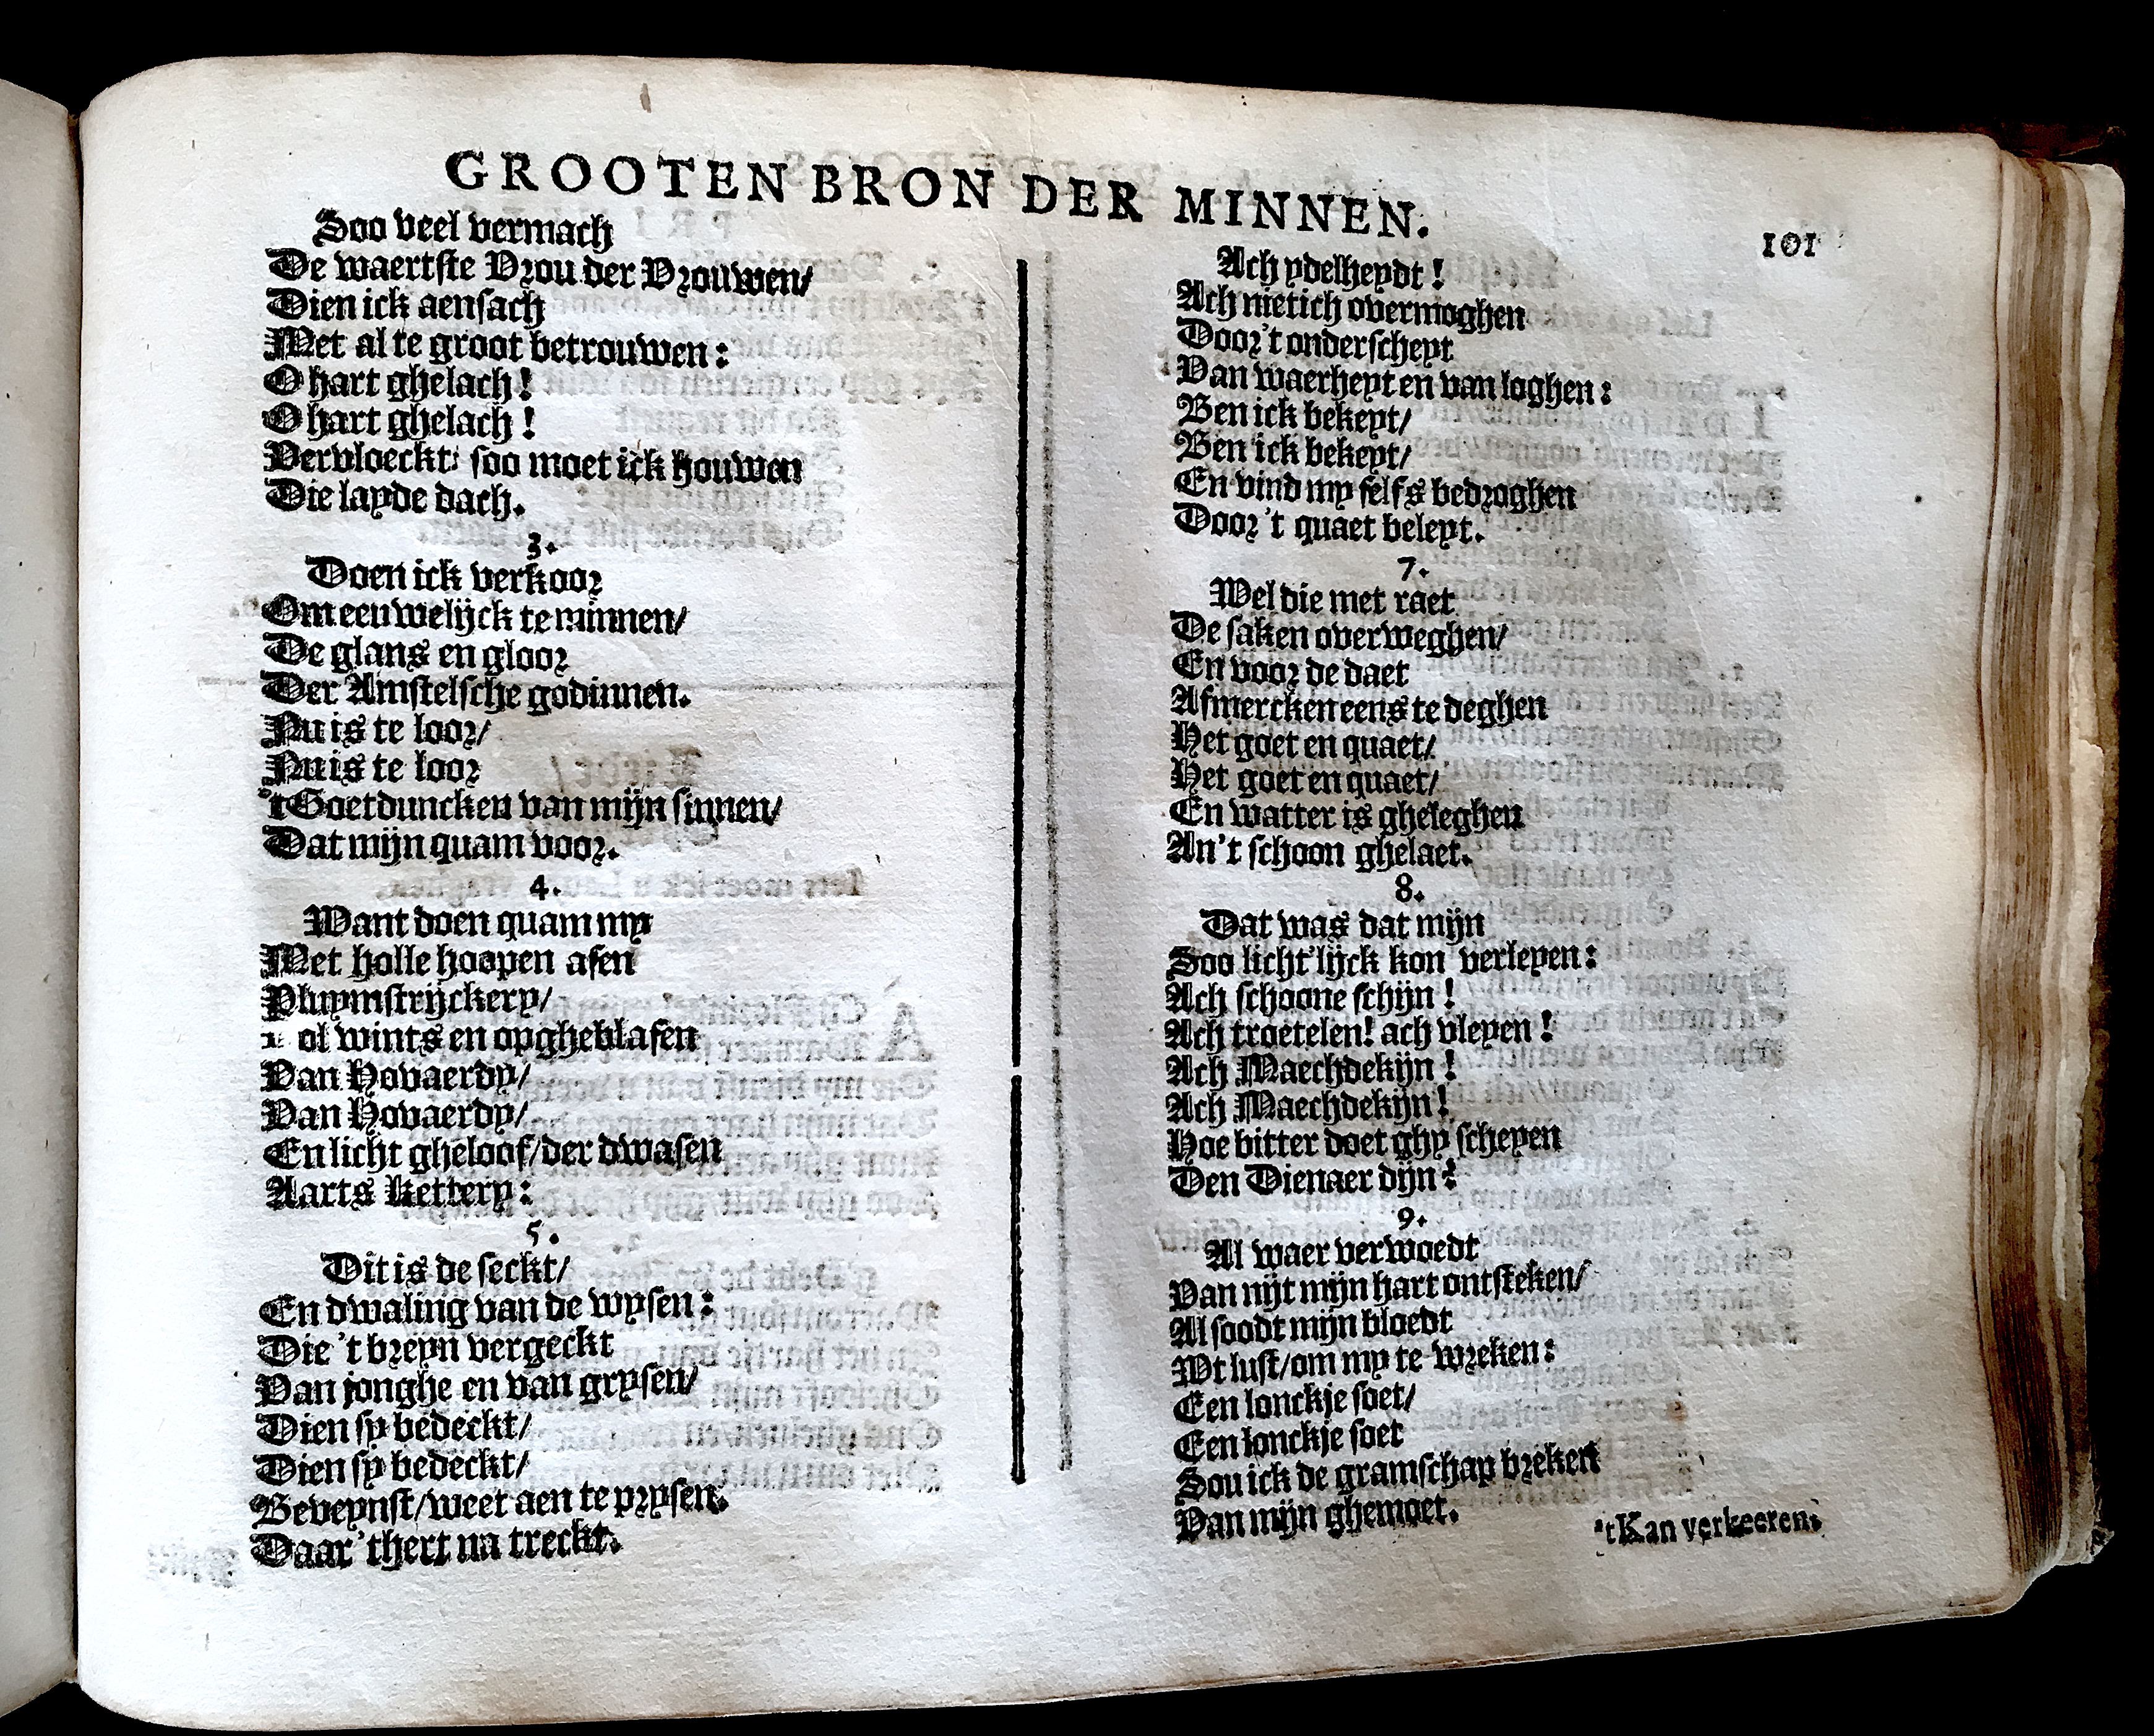 GROOTEN BRON DER MINNEN.
101
Soo veel vermach
De waertste Vrou der Vrouwen/
Dien ick aensach
Met al te groot betrouwen:
O hart ghelach!
O hart ghelach!
Vervloeckt/ soo moet ick houwen
Die layde dach.
3.
Doen ick verkoor
Om eeuwelijck te minnen/
De glans en gloor
Der Amstelsche godinnen.
Nu is te loor/
Nu is te loor
't Goetduncken van mijn sinnen/
Dat mijn quam voor.
4.
Want doen quam my
Met holle hoopen asen
Pluymstrijckery/
ol wints en opgheblasen
Van Hovaerdy/
Van Hovaerdy/
En licht gheloof/der dwasen
Aarts kettery:
5.
Dit is de seckt/
En dwaling van de wysen:
Die 't breyn vergeckt
Van jonghe en van grysen/
Dien sy bedeckt/
Dien sy bedeckt/
Geveynst/weet aen te prysen.
Daar 'thert na treckt.
Ach ydelheydt!
Ach nietich overmoghen
Door 't onderscheyt
Van waerheyt en van loghen:
Ben ick bekeyt/
Ben ick bekeyt/
En vind my selfs bedroghen
Door 't quaet beleyt.
7.
Wel die met raet
De saken overweghen/
En voor de daet
Afmercken eens te deghen
Het goet en quaet/
Het goet en quaet/
En watter is gheleghen
An't schoon ghelaet.
8.
Dat was dat mijn
Soo licht'lijck kon verleyen:
Ach schoone schijn!
Ach troetelen! ach vleyen!
Ach Maechdekijn!
Ach Maechdekijn!
Hoe bitter doet ghy scheyen
Den Dienaer dijn?
9.
Al waer verwoedt
Van nijt mijn hart ontsteken/
Al soodt mijn bloedt
Wt lust/om my te wreken:
Een lonckje soet/
Een lonckje soet
Sou ick de gramschap breken
Van mijn ghemoet.
't Kan verkeeren.